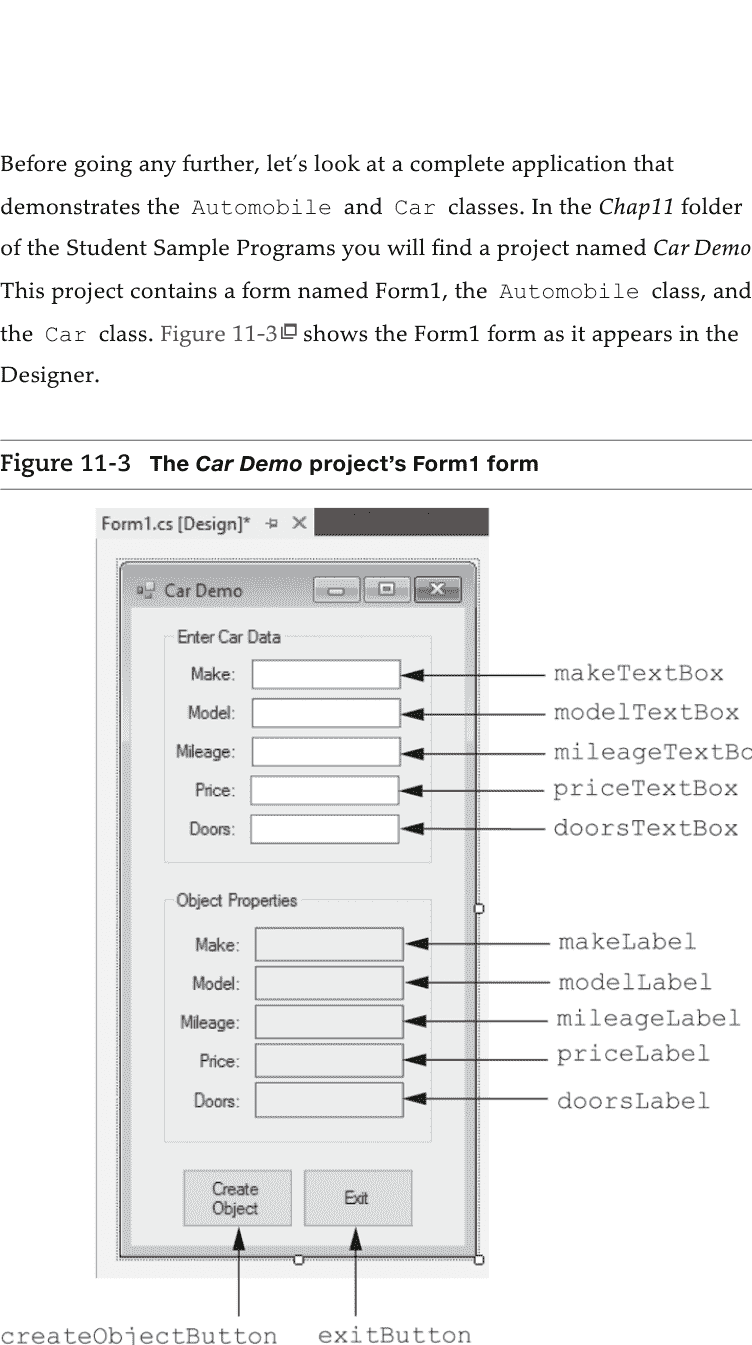 Before going any further, let's look at a complete application that
demonstrates the Automobile and Car classes. In the Chap11 folder
of the Student Sample Programs you will find a project named Car Demo
This project contains a form named Form1, the Automobile class, and
the Car class. Figure 11-3 shows the Form1 form as it appears in the
Designer.
Figure 11-3 The Car Demo project's Form1 form
Form1.cs [Design]*
Car Demo
Enter Car Data
Make: makeTextBox
Model: modelTextBox
Mileage: mileageTextBo
Price: priceTextBox
Doors: doorsTextBox
Object Properties
Make: makeLabel
Model: modelLabel
Mileage: mileageLabel
Price: priceLabel
Doors: doorsLabel
Create
Object
Exit
createObjectButton exitButton